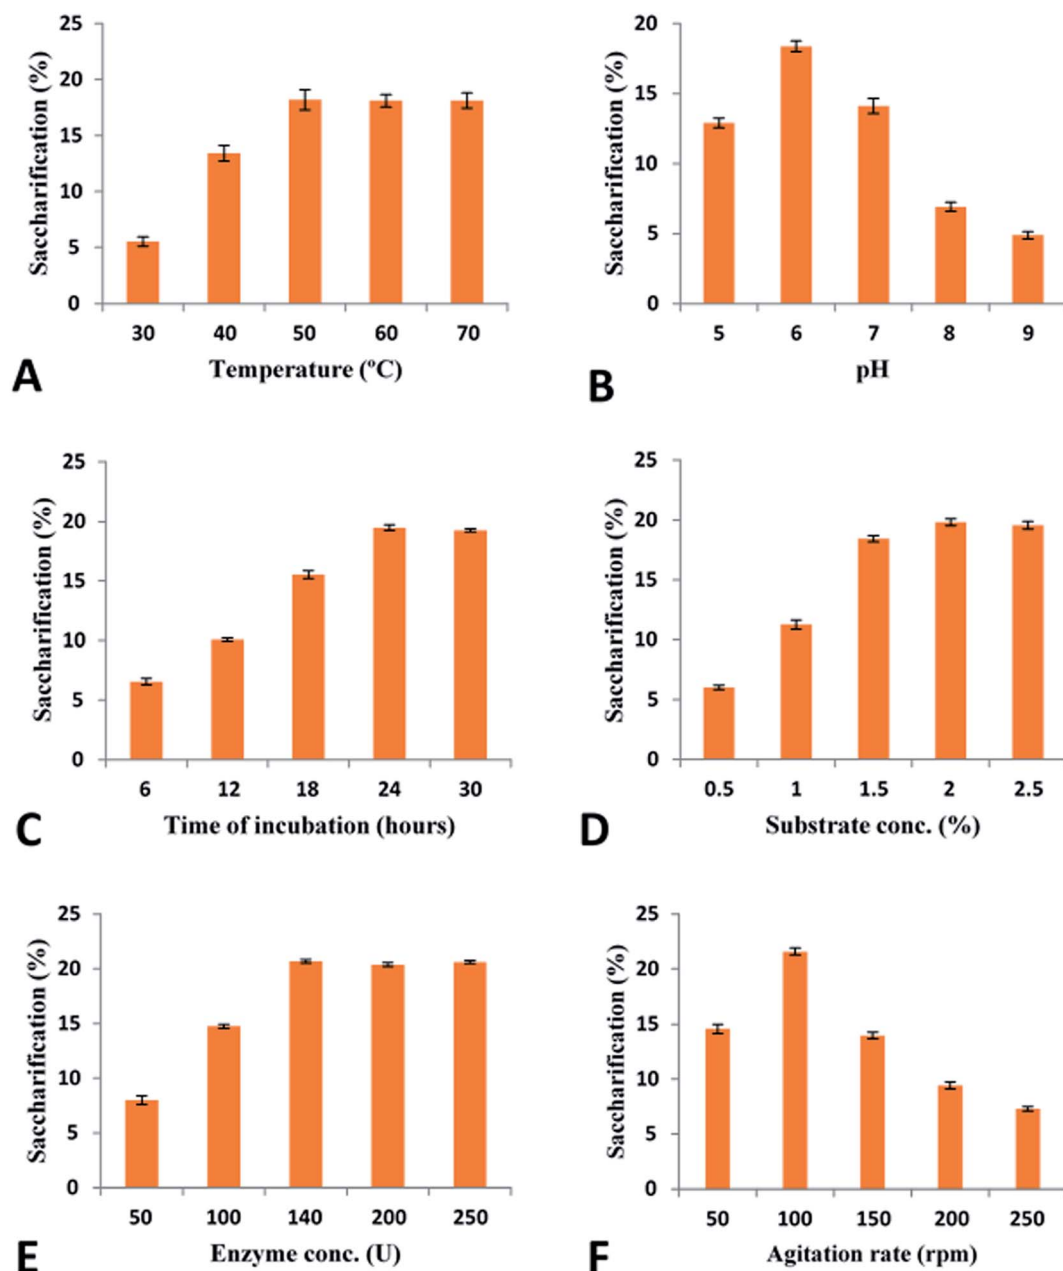 25
20
15
10
5
0
Saccharification (%)
30 40 50 60 70
Temperature (ºC)
A
20
15
10
5
0
Saccharification (%)
5 6 7 8 9
pH
B
25
20
15
10
5
0
Saccharification (%)
6 12 18 24 30
Time of incubation (hours)
C
25
20
15
10
5
0
Saccharification (%)
0.5 1 1.5 2 2.5
Substrate conc. (%)
D
25
20
15
10
5
0
Saccharification (%)
50 100 140 200 250
Enzyme conc. (U)
E
25
20
15
10
5
0
Saccharification (%)
50 100 150 200 250
Agitation rate (rpm)
F